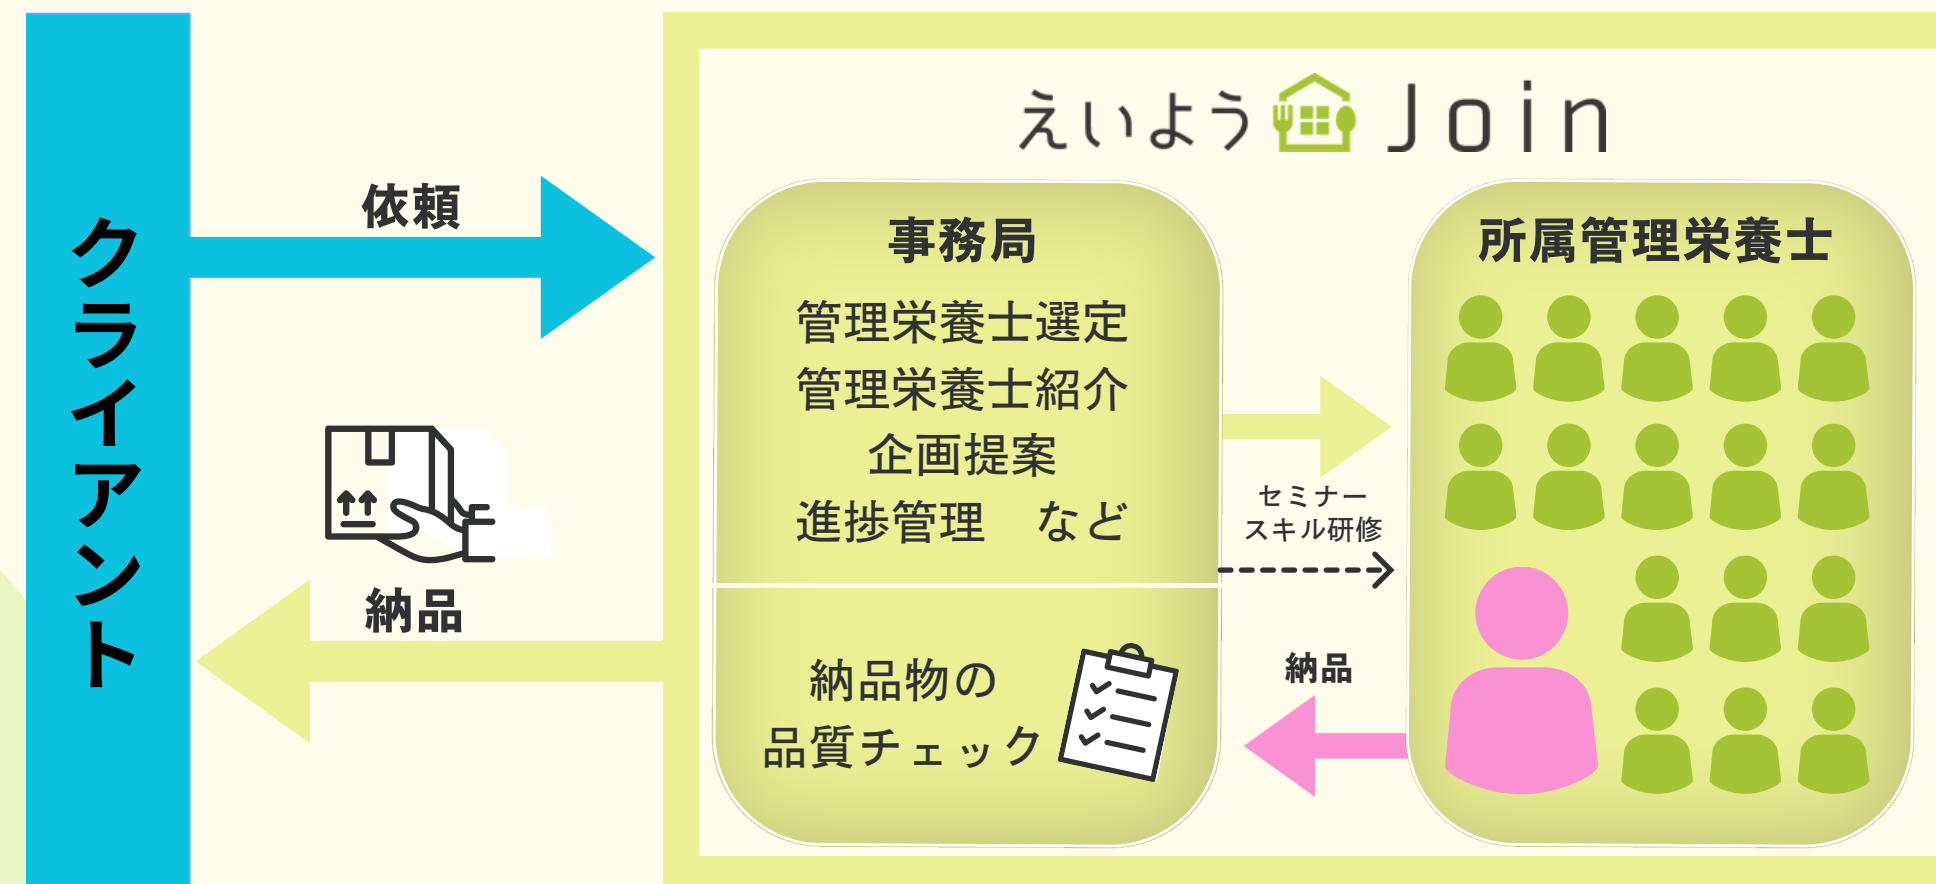 クライアント
依頼
納品
えいよう Join
事務局
管理栄養士選定
管理栄養士紹介
企画提案
進捗管理　など
納品物の
品質チェック
セミナー
スキル研修
納品
所属管理栄養士